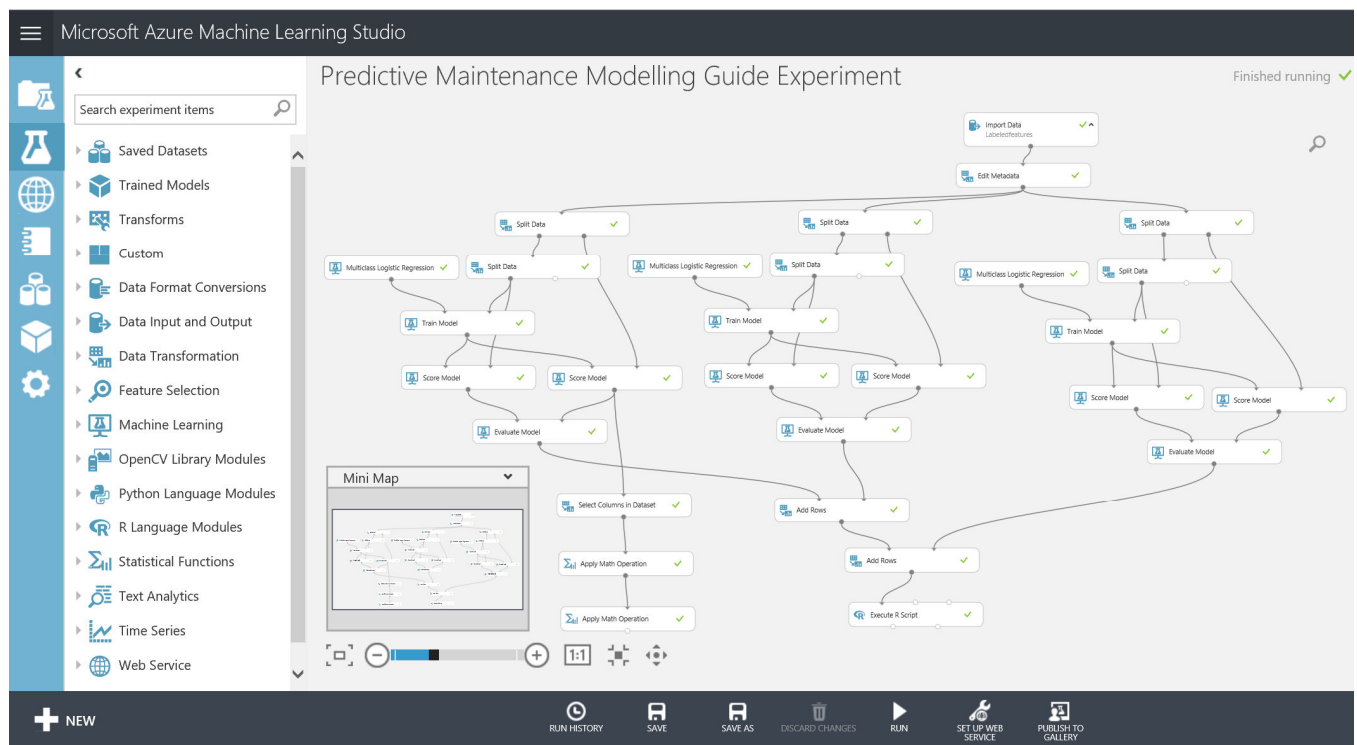 Microsoft Azure Machine Learning Studio
Search experiment items
Saved Datasets
Trained Models
Transforms
Custom
Data Format Conversions
Data Input and Output
Data Transformation
Feature Selection
Machine Learning
OpenCV Library Modules
Python Language Modules
R Language Modules
Statistical Functions
Text Analytics
Time Series
Web Service
Predictive Maintenance Modelling Guide Experiment
Finished running
Import Data
Labeledfeatures
Edit Metadata
Split Data
Split Data
Split Data
Multiclass Logistic Regression
Split Data
Multiclass Logistic Regression
Split Data
Multiclass Logistic Regression
Split Data
Train Model
Train Model
Train Model
Score Model
Score Model
Score Model
Score Model
Score Model
Score Model
Evaluate Model
Evaluate Model
Evaluate Model
Mini Map
Select Columns in Dataset
Add Rows
Apply Math Operation
Add Rows
Apply Math Operation
Execute R Script
1:1
NEW
RUN HISTORY
SAVE
SAVE AS
DISCARD CHANGES
RUN
SET UP WEB
SERVICE
PUBLISH TO
GALLERY